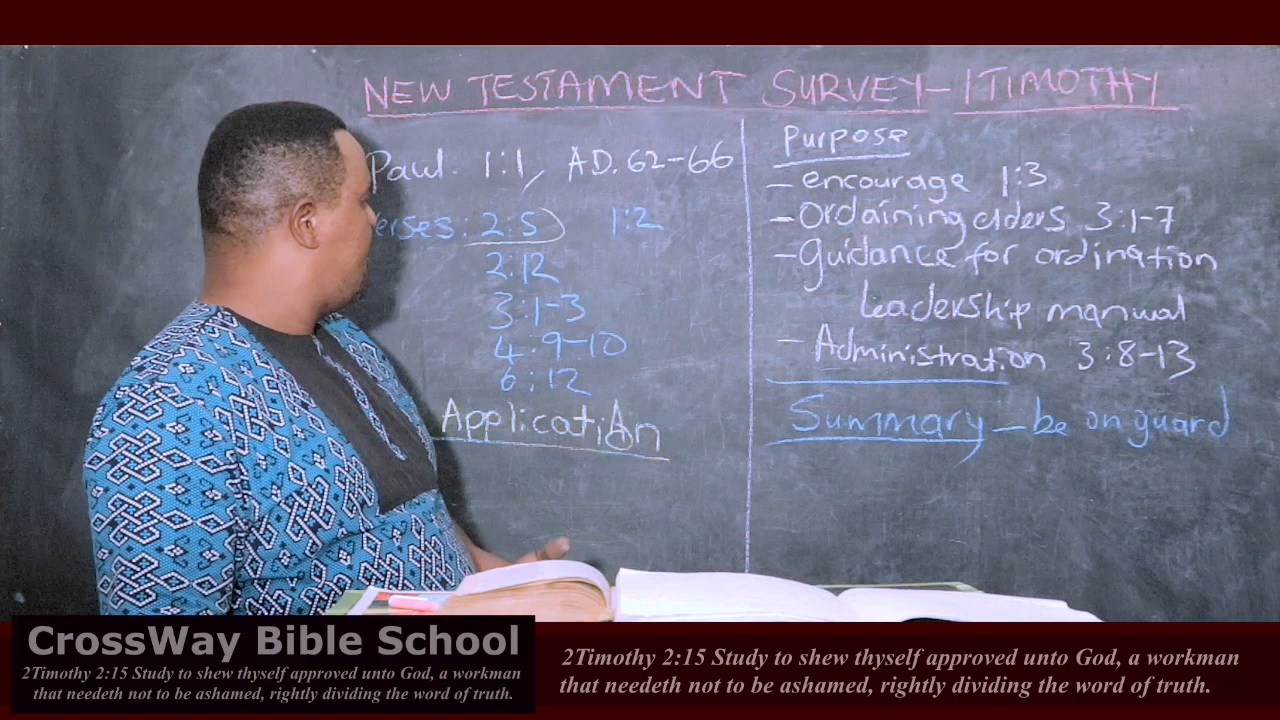 NEW TESTAMENT SURVEY - 1 TIMOTHY
Paul. 1:1, A.D. 62-66
erses: 2:5) 1:2
2:12
3:1-3
4:9-10
6:12
Application
Purpose
- encourage 1:3
- Ordaining elders 3:1-7
- Guidance for ordination
Leadership manual
- Administration 3:8-13
Summary - be on guard
CrossWay Bible School
2Timothy 2:15 Study to shew thyself approved unto God, a workman
that needeth not to be ashamed, rightly dividing the word of truth.
2Timothy 2:15 Study to shew thyself approved unto God, a workman
that needeth not to be ashamed, rightly dividing the word of truth.